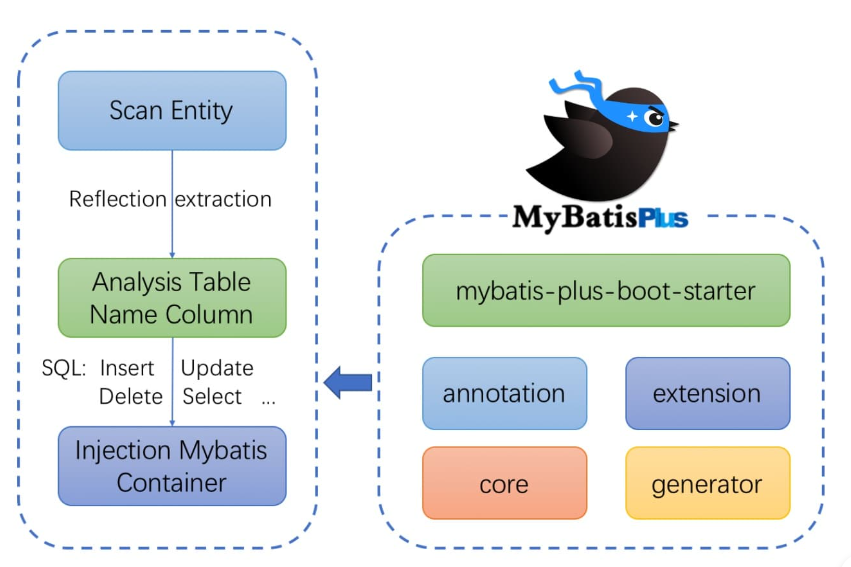 Scan Entity
Reflection extraction
Analysis Table
Name Column
SQL: Insert Update
Delete Select ...
Injection Mybatis
Container
MyBatisPlus
mybatis-plus-boot-starter
annotation
extension
core
generator